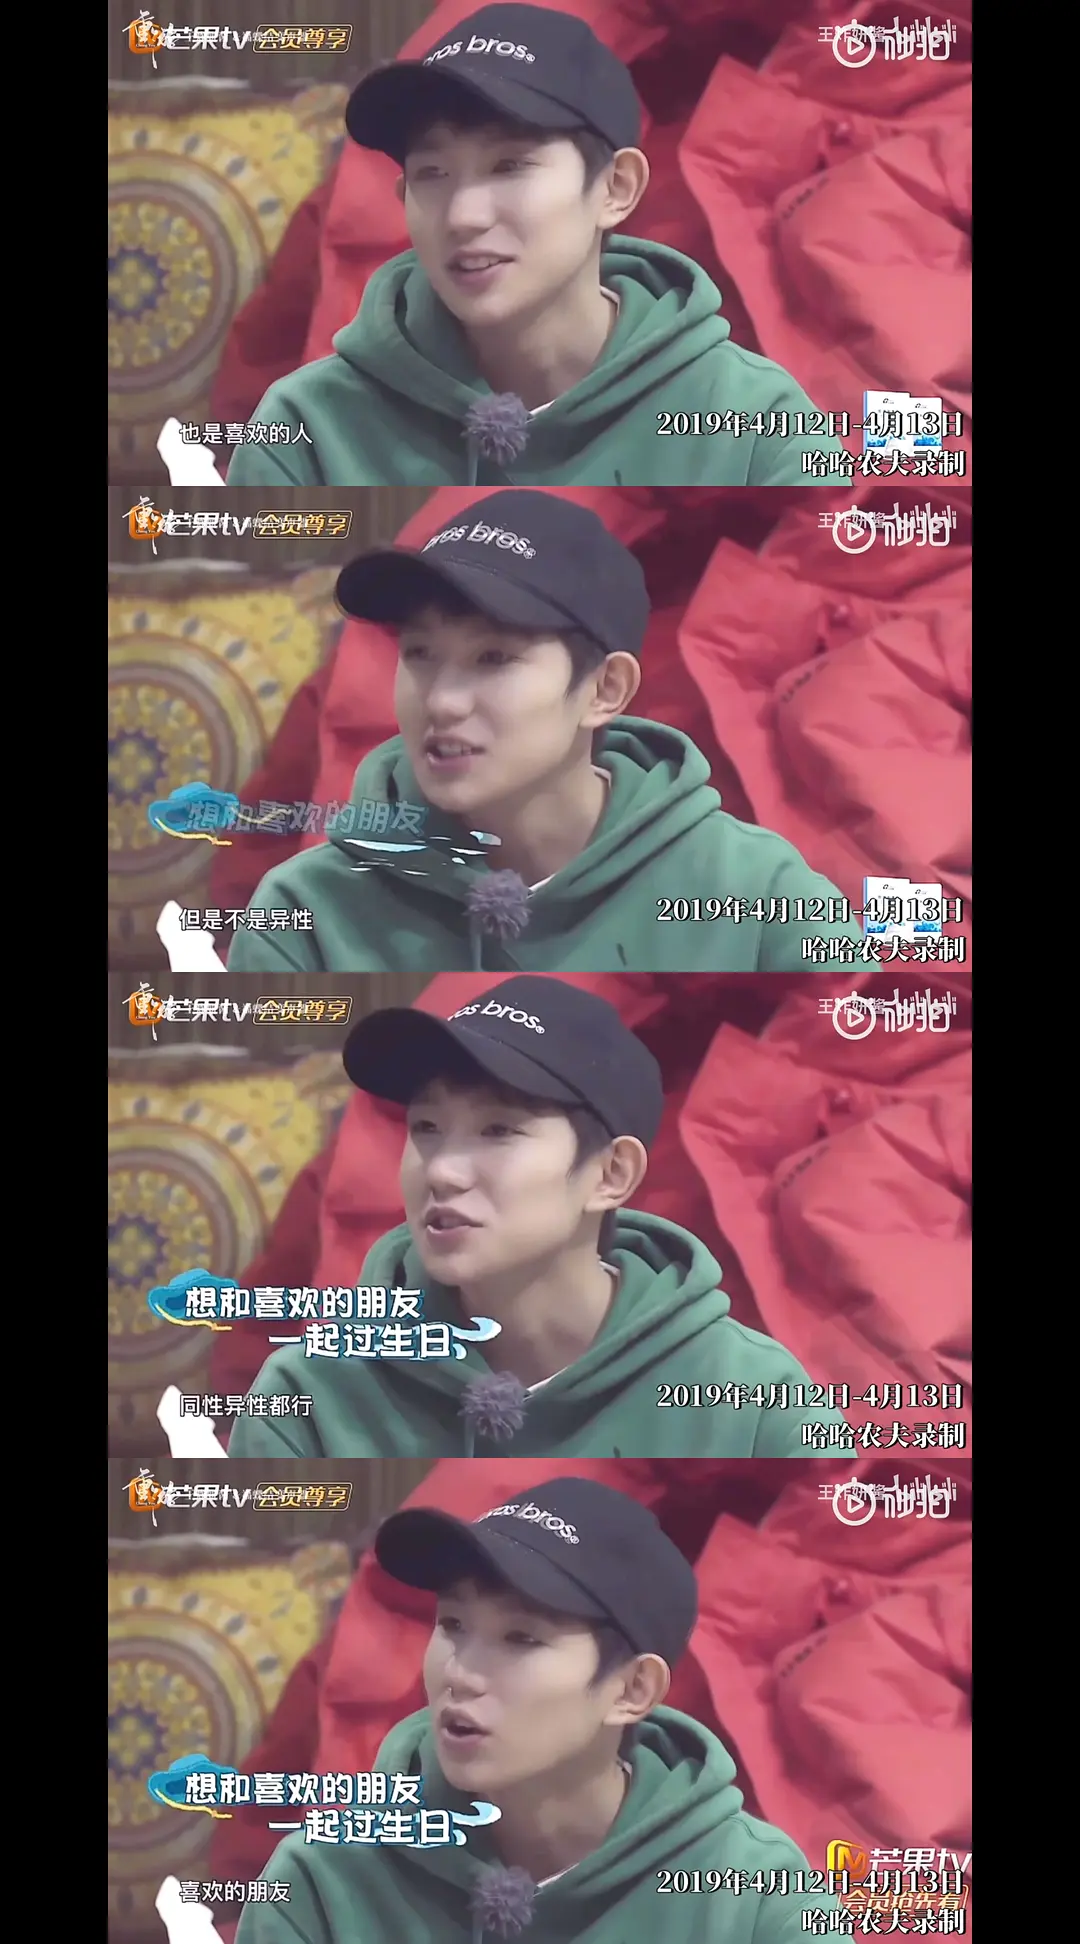 芒果tv 会员尊享
秒拍
bros bros.
也是喜欢的人
2019年4月12日-4月13日
哈哈农夫录制
芒果tv 会员尊享
秒拍
bros bros.
想和喜欢的朋友
但是不是异性
2019年4月12日-4月13日
哈哈农夫录制
芒果tv 会员尊享
秒拍
os bros.
想和喜欢的朋友
一起过生日
同性异性都行
2019年4月12日-4月13日
哈哈农夫录制
芒果tv 会员尊享
秒拍
bros bros.
想和喜欢的朋友
一起过生日
芒果tv
喜欢的朋友
2019年4月12日-4月13日
会员抢先看
哈哈农夫录制